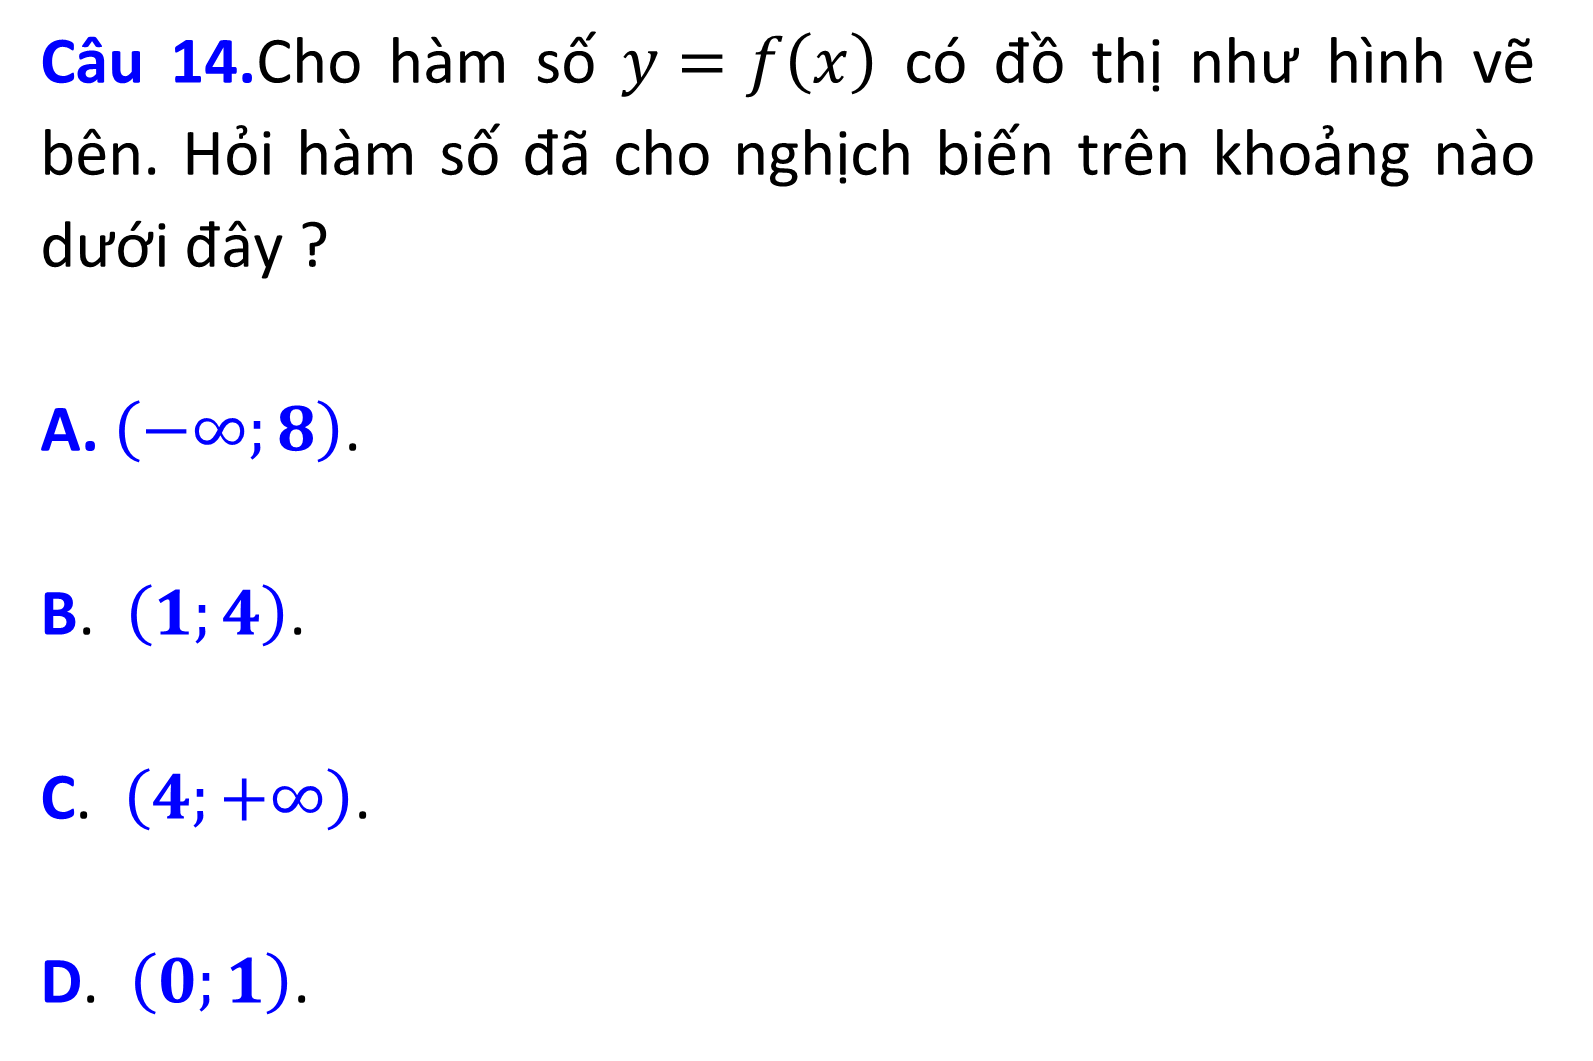 Câu 14.Cho hàm số y = f(x) có đồ thị như hình vẽ
bên. Hỏi hàm số đã cho nghịch biến trên khoảng nào
dưới đây ?
A. (−∞; 8).
B. (1; 4).
C. (4; +∞).
D. (0; 1).